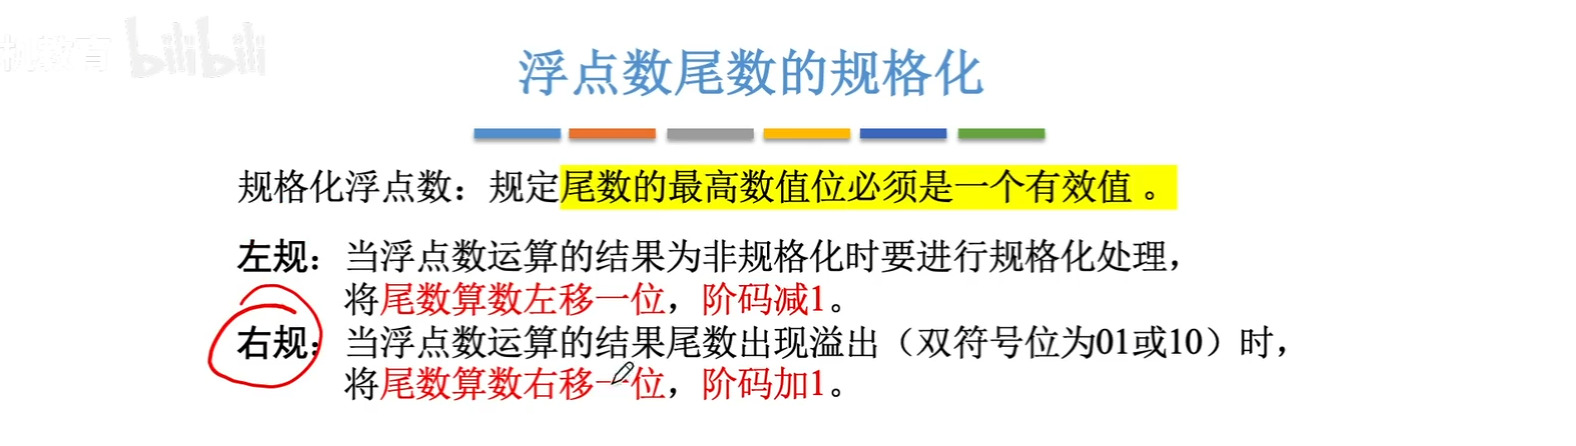 机教育 bilibili
浮点数尾数的规格化
规格化浮点数：规定尾数的最高数值位必须是一个有效值 。
左规：当浮点数运算的结果为非规格化时要进行规格化处理，
将尾数算数左移一位，阶码减1。
右规：当浮点数运算的结果尾数出现溢出（双符号位为01或10）时，
将尾数算数右移一位，阶码加1。